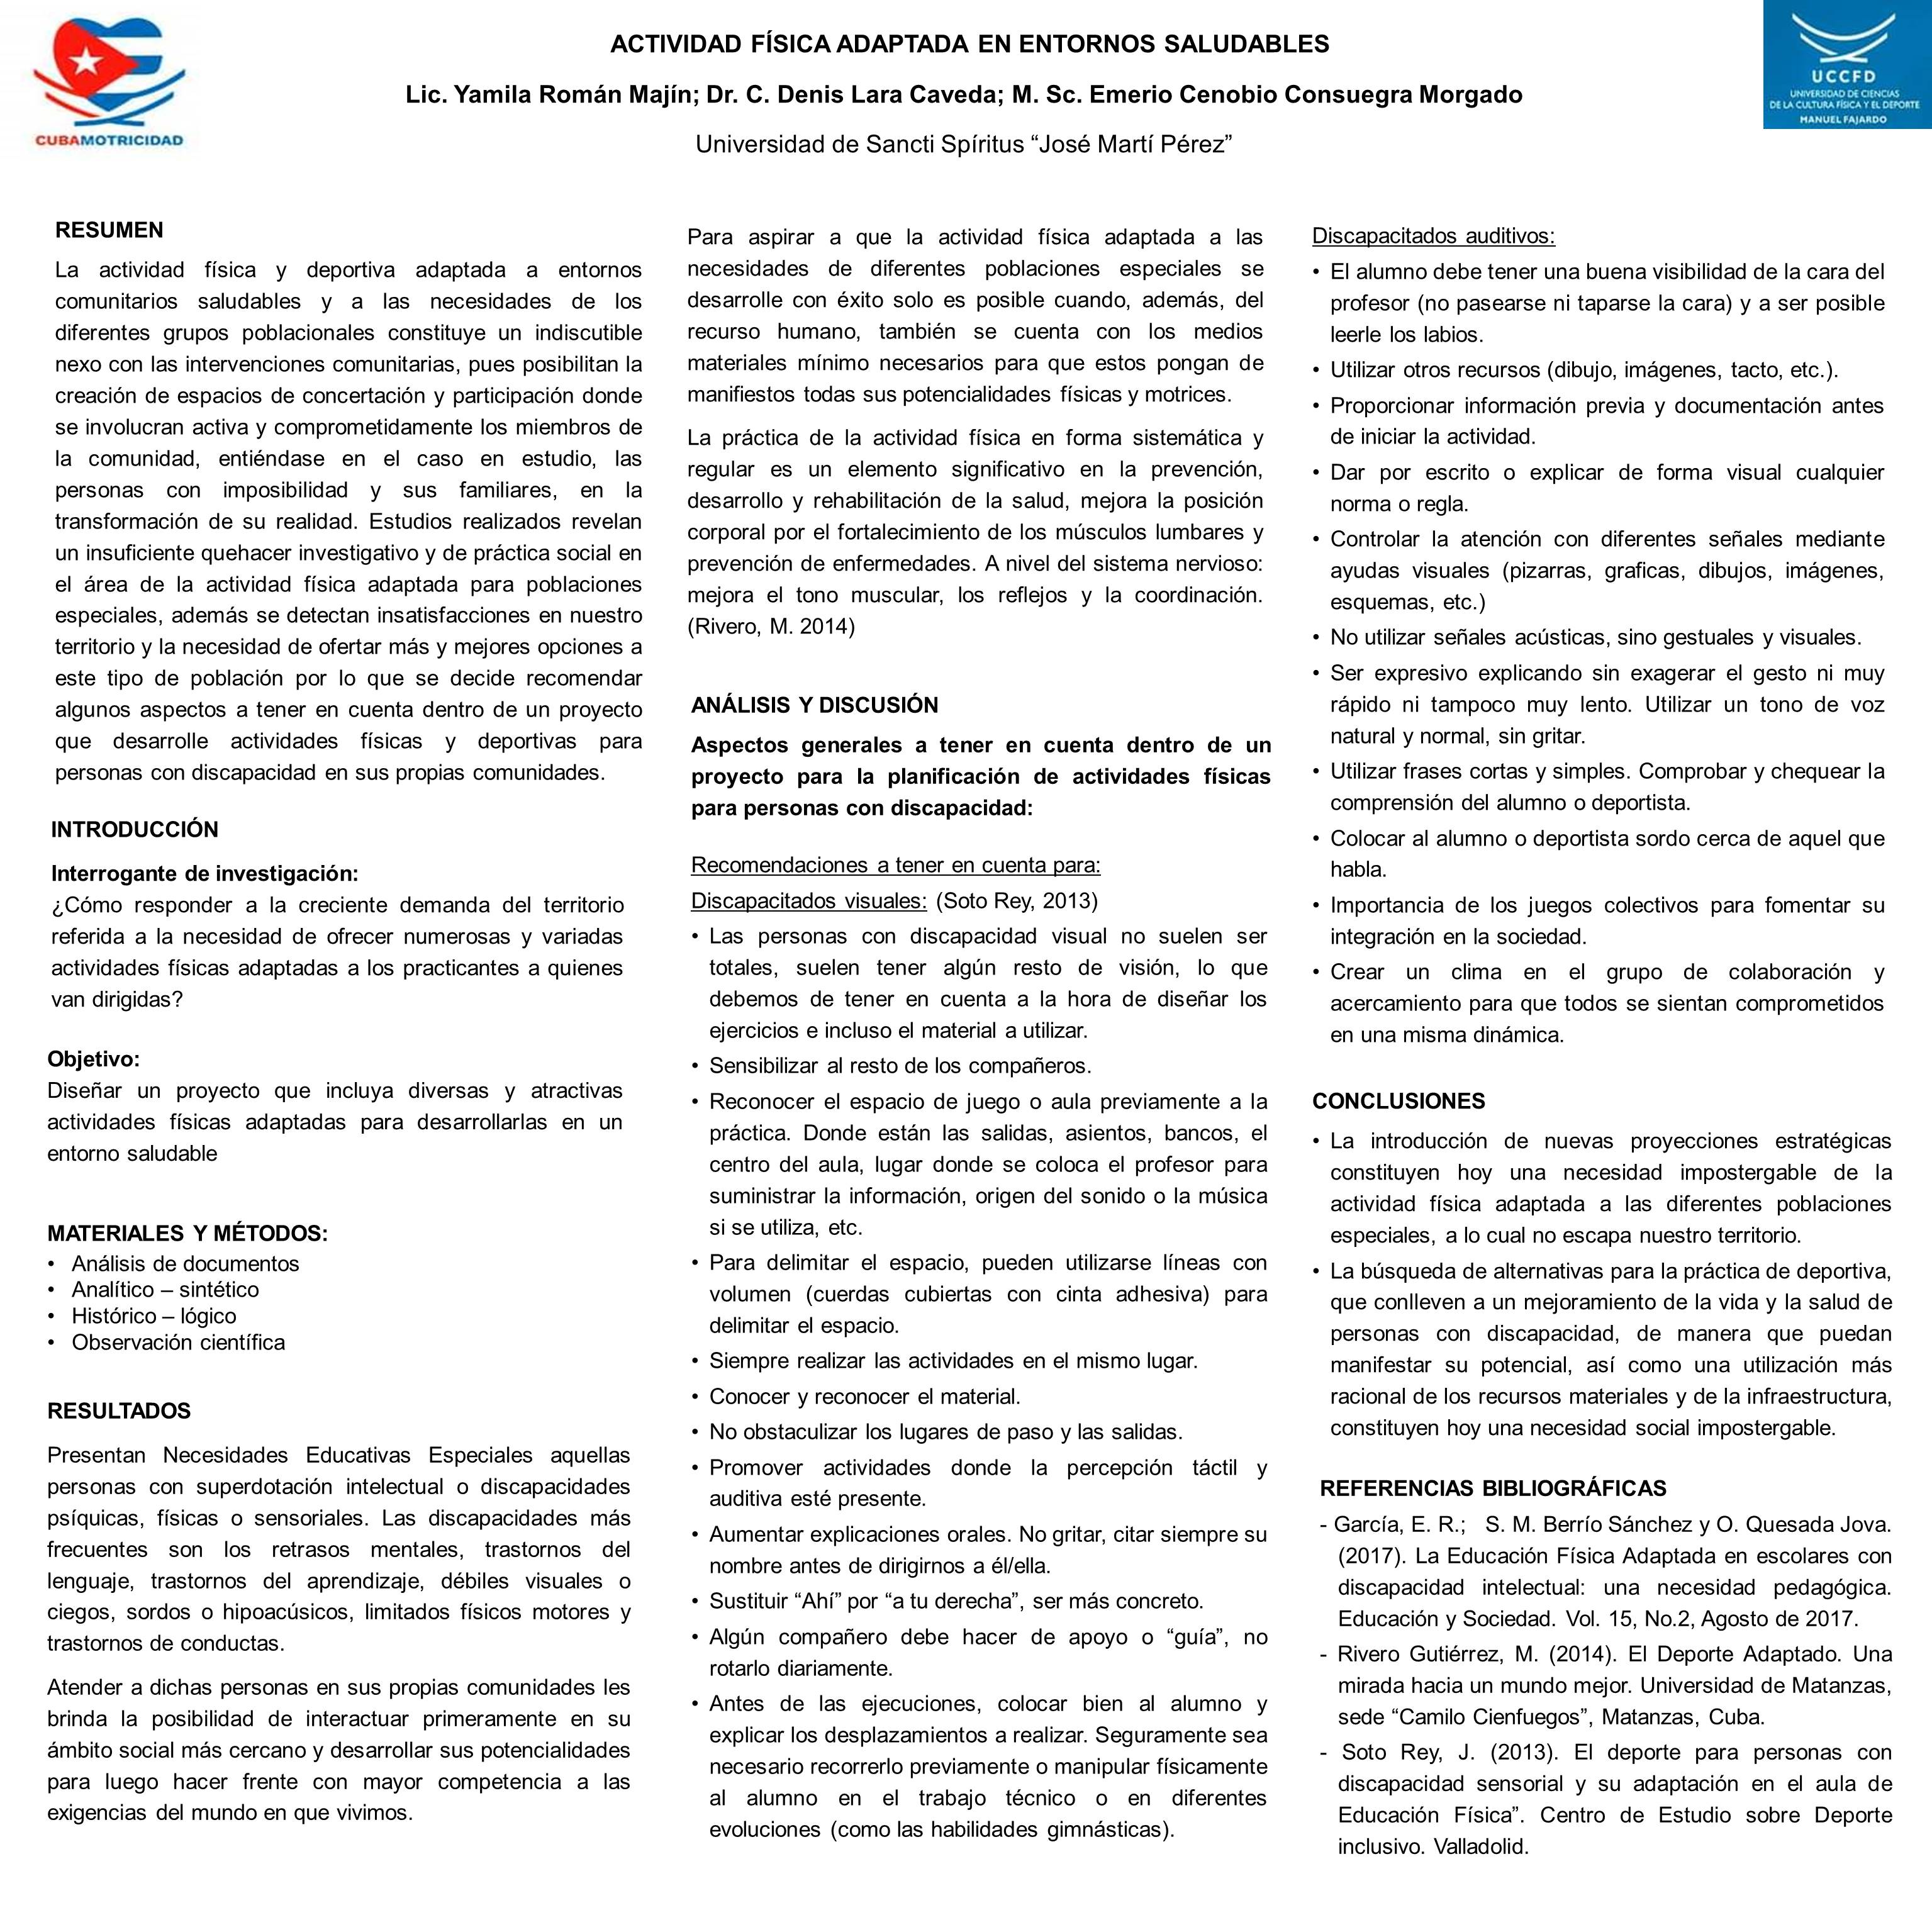 CUBAMOTRICIDAD
ACTIVIDAD FÍSICA ADAPTADA EN ENTORNOS SALUDABLES
Lic. Yamila Román Majín; Dr. C. Denis Lara Caveda; M. Sc. Emerio Cenobio Consuegra Morgado
Universidad de Sancti Spíritus “José Martí Pérez”
UCCFD
UNIVERSIDAD DE CIENCIAS
DE LA CULTURA FÍSICA Y EL DEPORTE
MANUEL FAJARDO
RESUMEN
La actividad física y deportiva adaptada a entornos
comunitarios saludables y a las necesidades de los
diferentes grupos poblacionales constituye un indiscutible
nexo con las intervenciones comunitarias, pues posibilitan la
creación de espacios de concertación y participación donde
se involucran activa y comprometidamente los miembros de
la comunidad, entiéndase en el caso en estudio, las
personas con imposibilidad y sus familiares, en la
transformación de su realidad. Estudios realizados revelan
un insuficiente quehacer investigativo y de práctica social en
el área de la actividad física adaptada para poblaciones
especiales, además se detectan insatisfacciones en nuestro
territorio y la necesidad de ofertar más y mejores opciones a
este tipo de población por lo que se decide recomendar
algunos aspectos a tener en cuenta dentro de un proyecto
que desarrolle actividades físicas y deportivas para
personas con discapacidad en sus propias comunidades.
INTRODUCCIÓN
Interrogante de investigación:
¿Cómo responder a la creciente demanda del territorio
referida a la necesidad de ofrecer numerosas y variadas
actividades físicas adaptadas a los practicantes a quienes
van dirigidas?
Objetivo:
Diseñar un proyecto que incluya diversas y atractivas
actividades físicas adaptadas para desarrollarlas en un
entorno saludable
MATERIALES Y MÉTODOS:
• Análisis de documentos
• Analítico – sintético
• Histórico – lógico
• Observación científica
RESULTADOS
Presentan Necesidades Educativas Especiales aquellas
personas con superdotación intelectual o discapacidades
psíquicas, físicas o sensoriales. Las discapacidades más
frecuentes son los retrasos mentales, trastornos del
lenguaje, trastornos del aprendizaje, débiles visuales o
ciegos, sordos o hipoacúsicos, limitados físicos motores y
trastornos de conductas.
Atender a dichas personas en sus propias comunidades les
brinda la posibilidad de interactuar primeramente en su
ámbito social más cercano y desarrollar sus potencialidades
para luego hacer frente con mayor competencia a las
exigencias del mundo en que vivimos.
Para aspirar a que la actividad física adaptada a las
necesidades de diferentes poblaciones especiales se
desarrolle con éxito solo es posible cuando, además, del
recurso humano, también se cuenta con los medios
materiales mínimo necesarios para que estos pongan de
manifiestos todas sus potencialidades físicas y motrices.
La práctica de la actividad física en forma sistemática y
regular es un elemento significativo en la prevención,
desarrollo y rehabilitación de la salud, mejora la posición
corporal por el fortalecimiento de los músculos lumbares y
prevención de enfermedades. A nivel del sistema nervioso:
mejora el tono muscular, los reflejos y la coordinación.
(Rivero, M. 2014)
ANÁLISIS Y DISCUSIÓN
Aspectos generales a tener en cuenta dentro de un
proyecto para la planificación de actividades físicas
para personas con discapacidad:
Recomendaciones a tener en cuenta para:
Discapacitados visuales: (Soto Rey, 2013)
• Las personas con discapacidad visual no suelen ser
totales, suelen tener algún resto de visión, lo que
debemos de tener en cuenta a la hora de diseñar los
ejercicios e incluso el material a utilizar.
• Sensibilizar al resto de los compañeros.
• Reconocer el espacio de juego o aula previamente a la
práctica. Donde están las salidas, asientos, bancos, el
centro del aula, lugar donde se coloca el profesor para
suministrar la información, origen del sonido o la música
si se utiliza, etc.
• Para delimitar el espacio, pueden utilizarse líneas con
volumen (cuerdas cubiertas con cinta adhesiva) para
delimitar el espacio.
• Siempre realizar las actividades en el mismo lugar.
• Conocer y reconocer el material.
• No obstaculizar los lugares de paso y las salidas.
• Promover actividades donde la percepción táctil y
auditiva esté presente.
• Aumentar explicaciones orales. No gritar, citar siempre su
nombre antes de dirigirnos a él/ella.
• Sustituir “Ahí” por “a tu derecha”, ser más concreto.
• Algún compañero debe hacer de apoyo o “guía”, no
rotarlo diariamente.
• Antes de las ejecuciones, colocar bien al alumno y
explicar los desplazamientos a realizar. Seguramente sea
necesario recorrerlo previamente o manipular físicamente
al alumno en el trabajo técnico o en diferentes
evoluciones (como las habilidades gimnásticas).
Discapacitados auditivos:
• El alumno debe tener una buena visibilidad de la cara del
profesor (no pasearse ni taparse la cara) y a ser posible
leerle los labios.
• Utilizar otros recursos (dibujo, imágenes, tacto, etc.).
• Proporcionar información previa y documentación antes
de iniciar la actividad.
• Dar por escrito o explicar de forma visual cualquier
norma o regla.
• Controlar la atención con diferentes señales mediante
ayudas visuales (pizarras, graficas, dibujos, imágenes,
esquemas, etc.)
• No utilizar señales acústicas, sino gestuales y visuales.
• Ser expresivo explicando sin exagerar el gesto ni muy
rápido ni tampoco muy lento. Utilizar un tono de voz
natural y normal, sin gritar.
• Utilizar frases cortas y simples. Comprobar y chequear la
comprensión del alumno o deportista.
• Colocar al alumno o deportista sordo cerca de aquel que
habla.
• Importancia de los juegos colectivos para fomentar su
integración en la sociedad.
• Crear un clima en el grupo de colaboración y
acercamiento para que todos se sientan comprometidos
en una misma dinámica.
CONCLUSIONES
• La introducción de nuevas proyecciones estratégicas
constituyen hoy una necesidad impostergable de la
actividad física adaptada a las diferentes poblaciones
especiales, a lo cual no escapa nuestro territorio.
• La búsqueda de alternativas para la práctica de deportiva,
que conlleven a un mejoramiento de la vida y la salud de
personas con discapacidad, de manera que puedan
manifestar su potencial, así como una utilización más
racional de los recursos materiales y de la infraestructura,
constituyen hoy una necesidad social impostergable.
REFERENCIAS BIBLIOGRÁFICAS
- García, E. R.; S. M. Berrío Sánchez y O. Quesada Jova.
(2017). La Educación Física Adaptada en escolares con
discapacidad intelectual: una necesidad pedagógica.
Educación y Sociedad. Vol. 15, No.2, Agosto de 2017.
- Rivero Gutiérrez, M. (2014). El Deporte Adaptado. Una
mirada hacia un mundo mejor. Universidad de Matanzas,
sede “Camilo Cienfuegos”, Matanzas, Cuba.
- Soto Rey, J. (2013). El deporte para personas con
discapacidad sensorial y su adaptación en el aula de
Educación Física”. Centro de Estudio sobre Deporte
inclusivo. Valladolid.